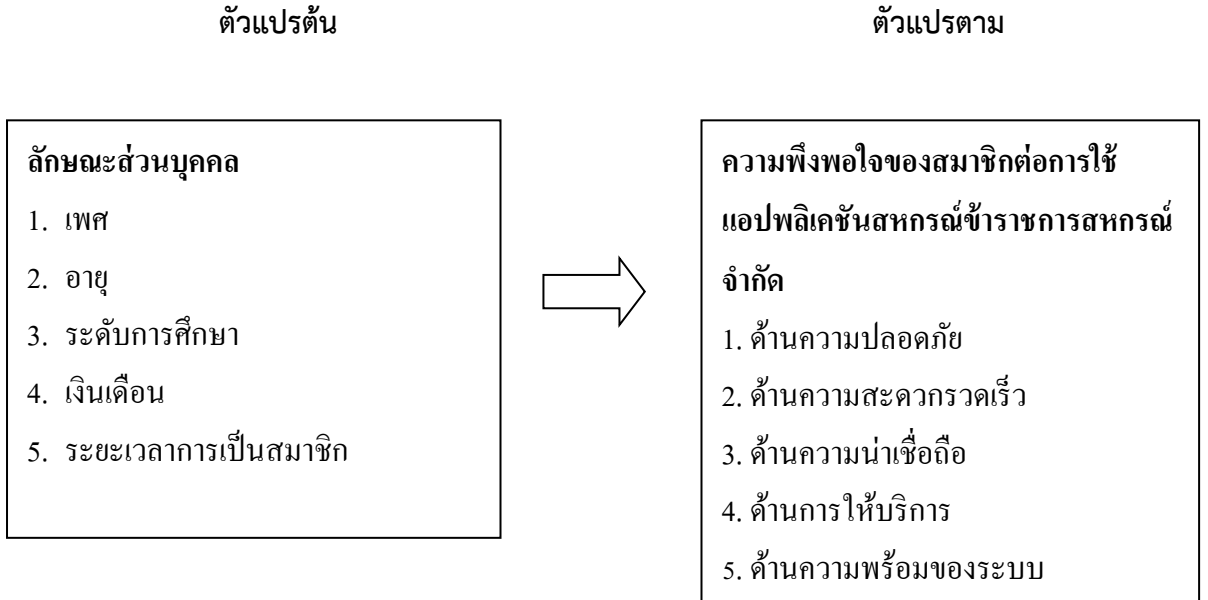 ตัวแปรต้น
ตัวแปรตาม
ลักษณะส่วนบุคคล
1. เพศ
2. อายุ
3. ระดับการศึกษา
4. เงินเดือน
5. ระยะเวลาการเป็นสมาชิก
ความพึงพอใจของสมาชิกต่อการใช้
แอปพลิเคชันสหกรณ์ข้าราชการสหกรณ์
จำกัด
1. ด้านความปลอดภัย
2. ด้านความสะดวกรวดเร็ว
3. ด้านความน่าเชื่อถือ
4. ด้านการให้บริการ
5. ด้านความพร้อมของระบบ